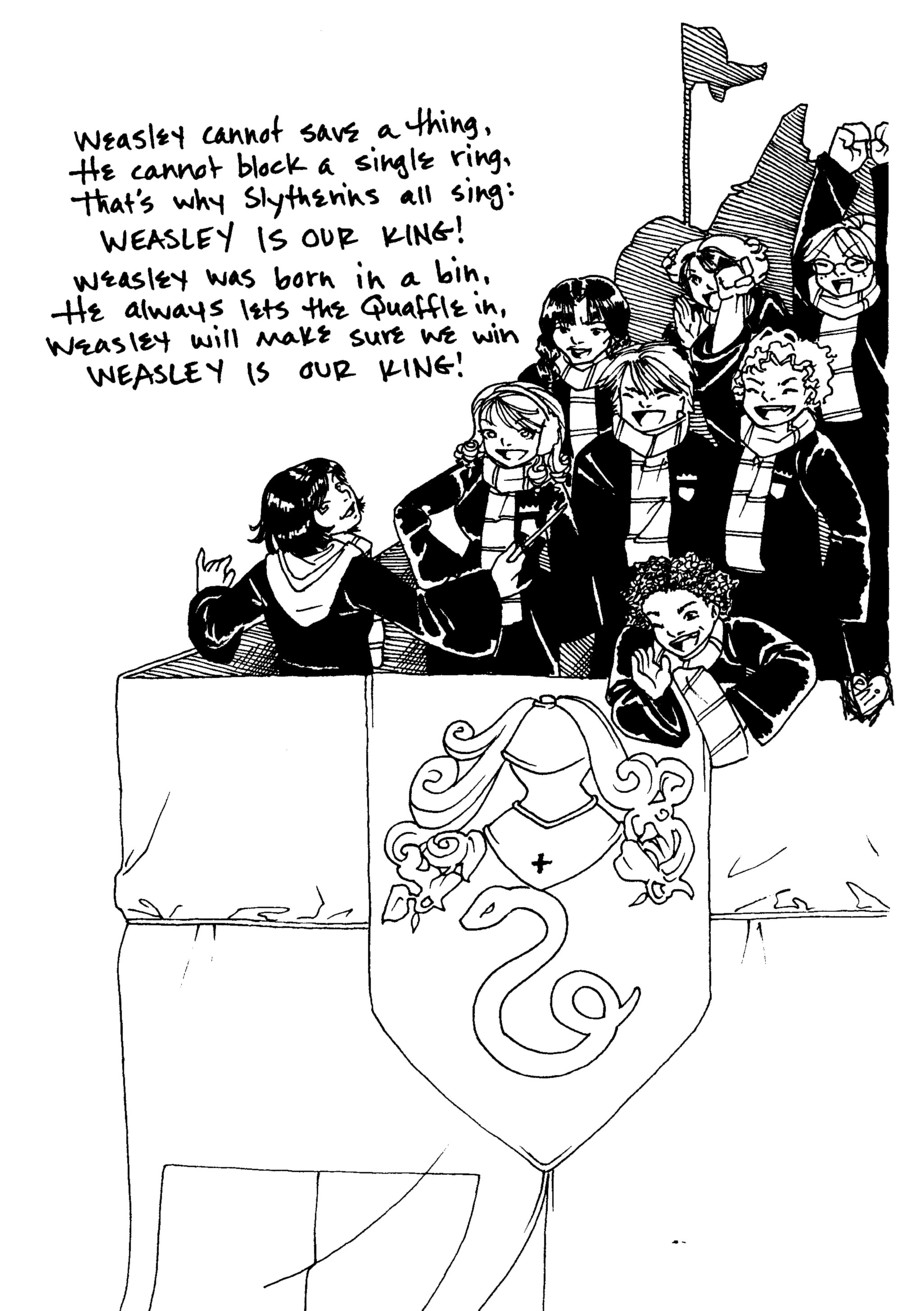 Weasley cannot save a thing,
He cannot block a single ring,
That's why Slytherins all sing:
WEASLEY IS OUR KING!
Weasley was born in a bin,
He always lets the Quaffle in,
Weasley will make sure we win
WEASLEY IS OUR KING!